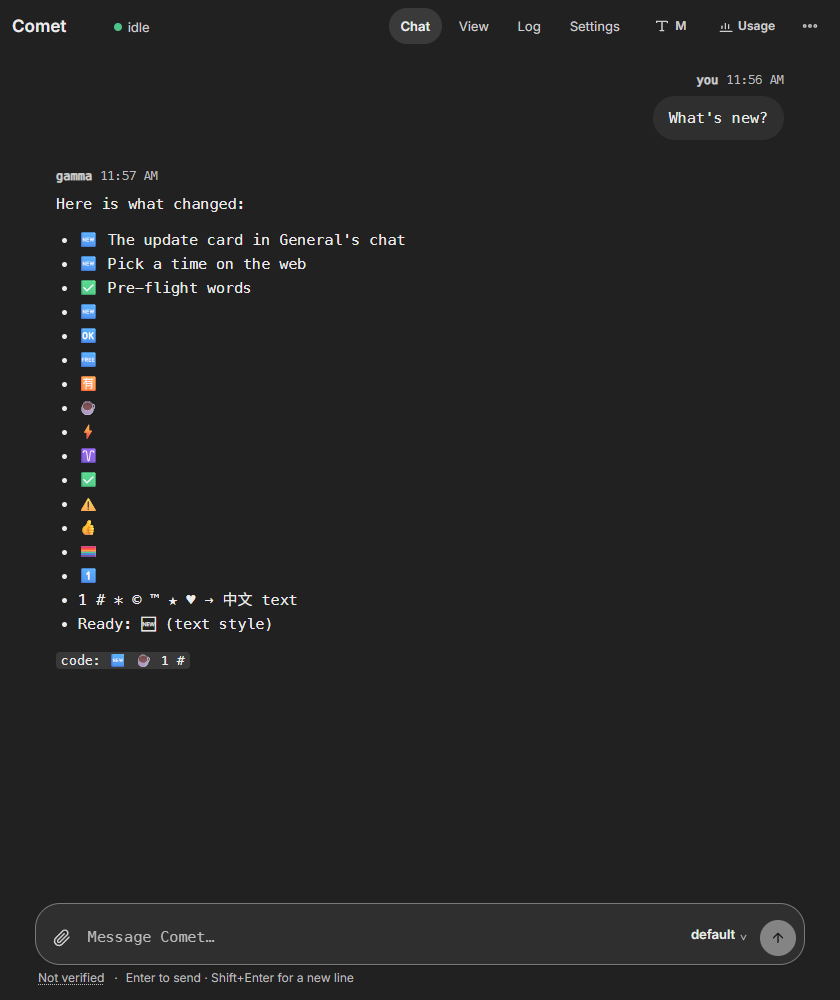 Comet
idle
Chat
View
Log
Settings
T M
Usage
you 11:56 AM
What's new?
gamma 11:57 AM
Here is what changed:
• 🆕 The update card in General's chat
• 🆕 Pick a time on the web
• ✅ Pre—flight words
• 🆕
• 🆗
• 🆓
• 🈶
• ☕
• ⚡
• ♈
• ✅
• ⚠️
• 👍
• 🏳️‍🌈
• 1️⃣
• 1 # * © ™ ★ ♥ → 中文 text
• Ready: 🆕︎ (text style)
code: 🆕 ☕ 1 #
Message Comet…
default
Not verified · Enter to send · Shift+Enter for a new line